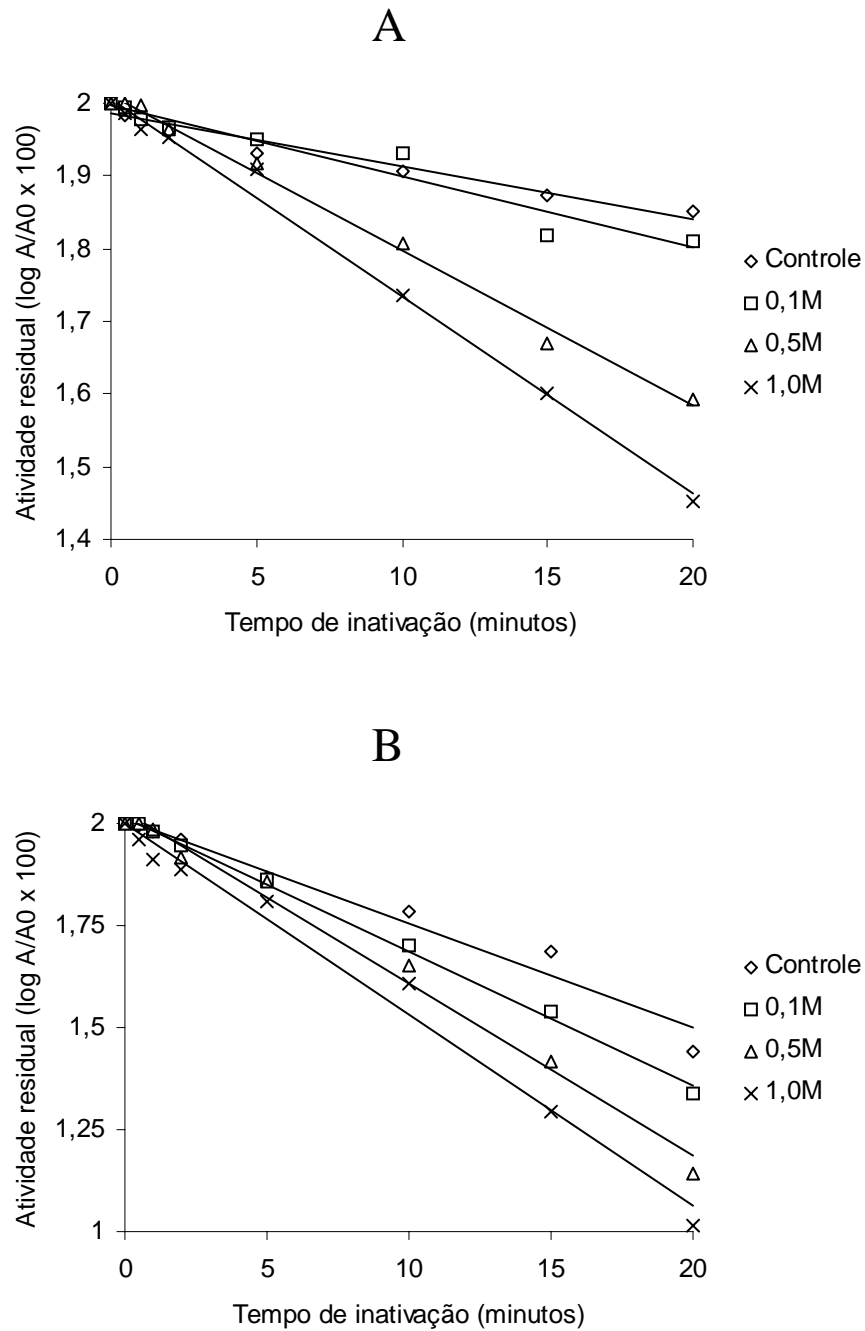 A
Atividade residual (log A/A0 x 100)
2
1,9
1,8
1,7
1,6
1,5
1,4
0 5 10 15 20
Tempo de inativação (minutos)
Controle
0,1M
0,5M
1,0M
B
Atividade residual (log A/A0 x 100)
2
1,75
1,5
1,25
1
0 5 10 15 20
Tempo de inativação (minutos)
Controle
0,1M
0,5M
1,0M